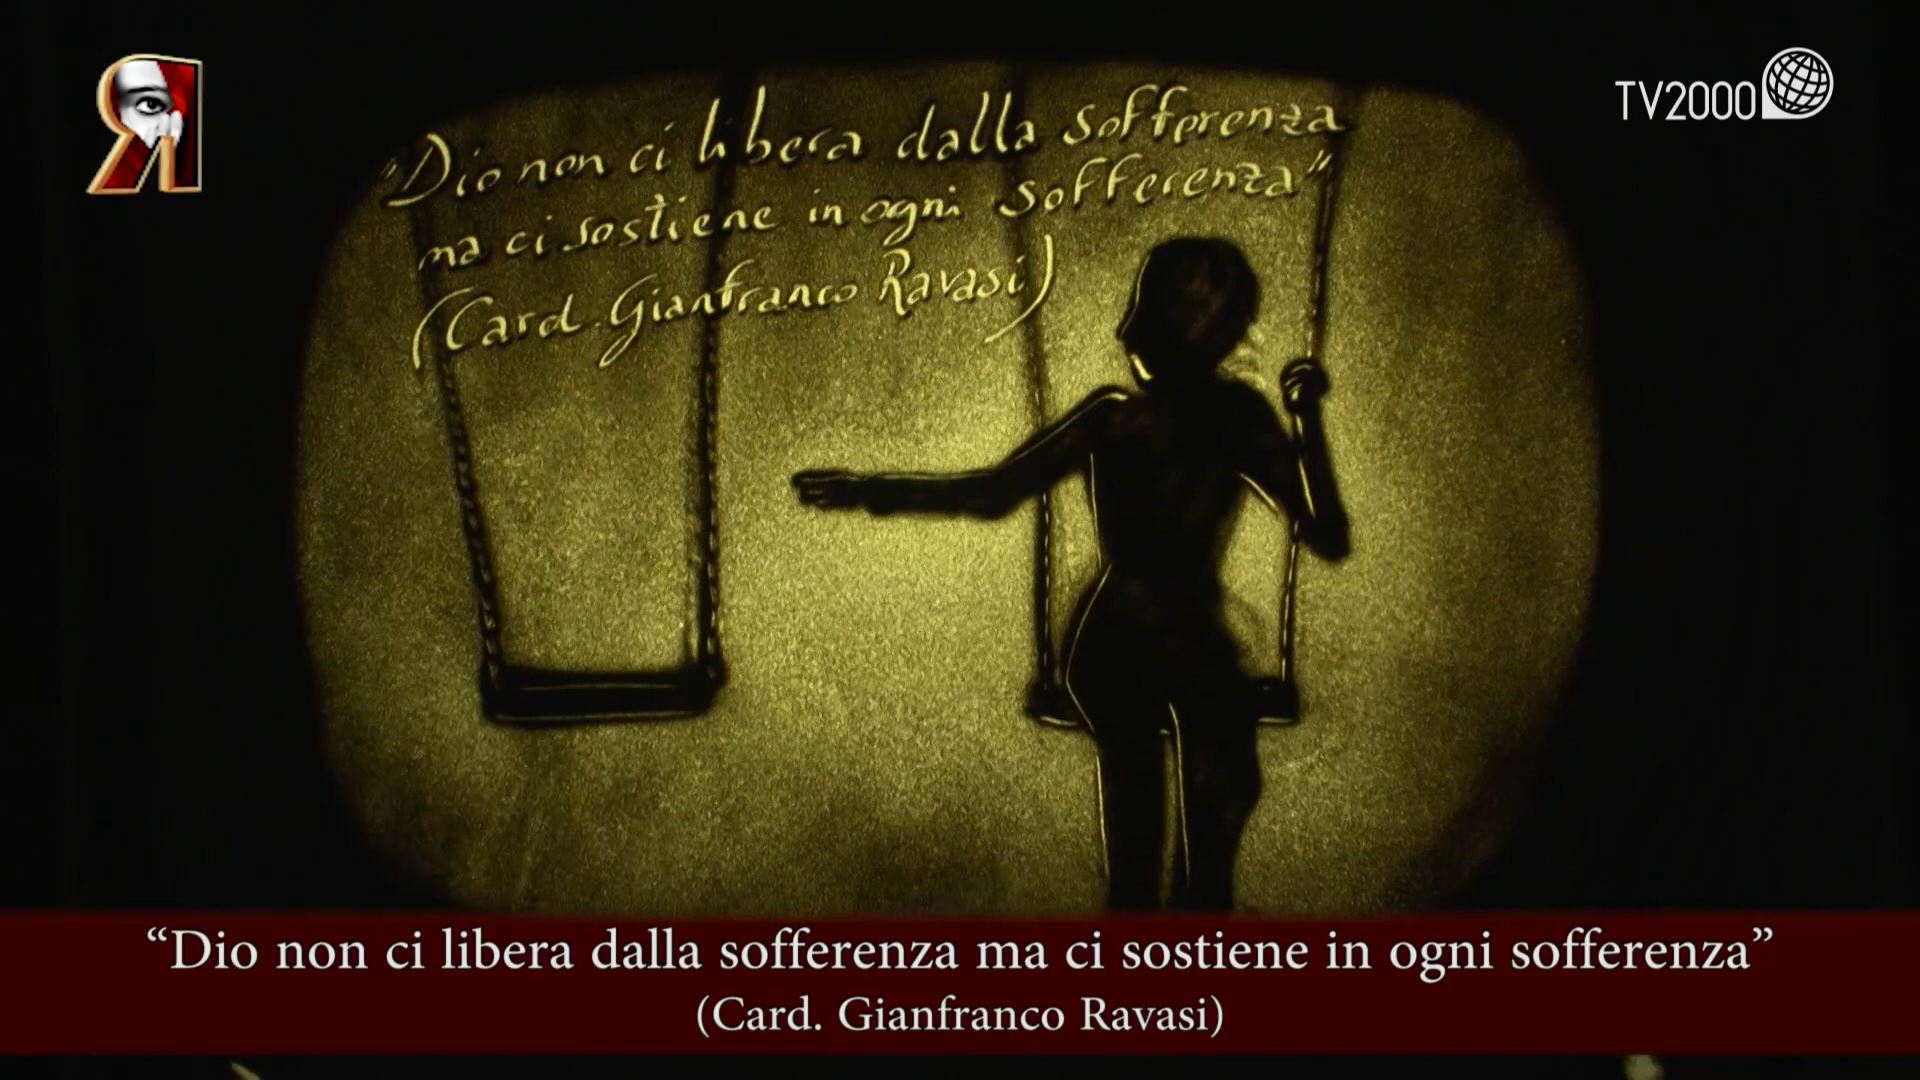 TV2000
"Dio non ci libera dalla sofferenza
ma ci sostiene in ogni sofferenza"
(Card. Gianfranco Ravasi)
“Dio non ci libera dalla sofferenza ma ci sostiene in ogni sofferenza”
(Card. Gianfranco Ravasi)